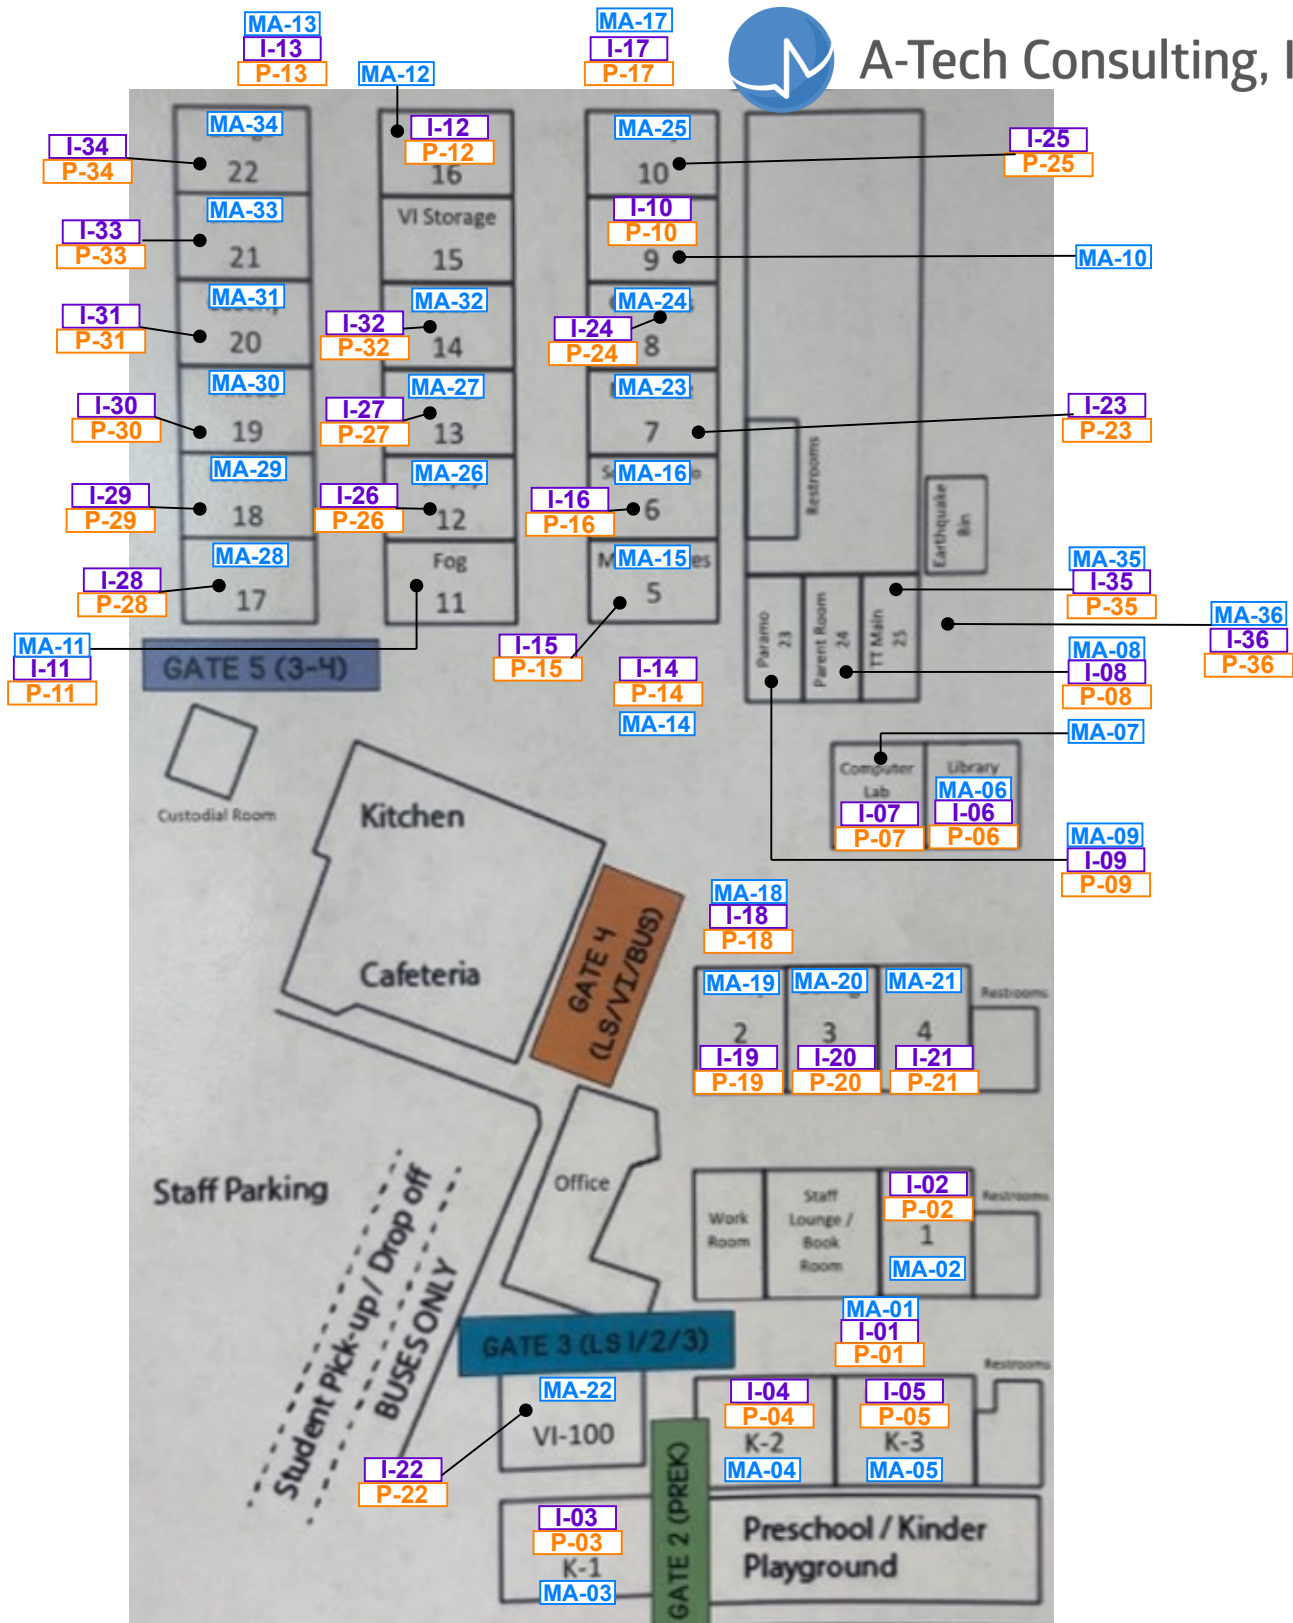 A-Tech Consulting, I
MA-13
I-13
P-13
MA-12
MA-17
I-17
P-17
MA-34
I-34
P-34
22
I-12
P-12
16
MA-25
10
I-25
P-25
MA-33
I-33
P-33
21
VI Storage
15
I-10
P-10
9
MA-10
MA-31
I-31
P-31
20
MA-32
I-32
P-32
14
MA-24
I-24
P-24
8
MA-30
I-30
P-30
19
MA-27
I-27
P-27
13
MA-23
7
I-23
P-23
Restrooms
MA-29
I-29
P-29
18
MA-26
I-26
P-26
12
MA-16
I-16
P-16
6
Earthquake
Bin
MA-28
I-28
P-28
17
Fog
11
MA-15
5
I-15
P-15
MA-11
I-11
P-11
GATE 5 (3-4)
I-14
P-14
MA-14
Paramo
23
Parent Room
24
TT Main
25
MA-35
I-35
P-35
MA-36
I-36
P-36
MA-08
I-08
P-08
MA-07
Custodial Room
Kitchen
Cafeteria
Computer
Lab
I-07
P-07
Library
MA-06
I-06
P-06
MA-09
I-09
P-09
GATE 4
(LS/VI/BUS)
MA-18
I-18
P-18
MA-19
2
I-19
P-19
MA-20
3
I-20
P-20
MA-21
4
I-21
P-21
Restrooms
Staff Parking
Student Pick-up / Drop off
BUSES ONLY
Office
Work
Room
Staff
Lounge /
Book
Room
I-02
P-02
1
MA-02
Restrooms
MA-01
I-01
P-01
GATE 3 (LS 1/2/3)
Restrooms
MA-22
VI-100
I-22
P-22
I-04
P-04
K-2
MA-04
I-05
P-05
K-3
MA-05
GATE 2 (PREK)
I-03
P-03
K-1
MA-03
Preschool / Kinder
Playground